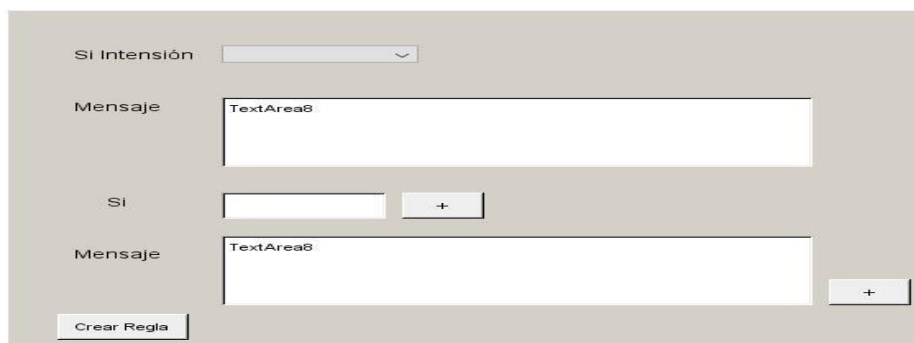 Si Intensión
Mensaje
TextArea8
Si
+
Mensaje
TextArea8
+
Crear Regla